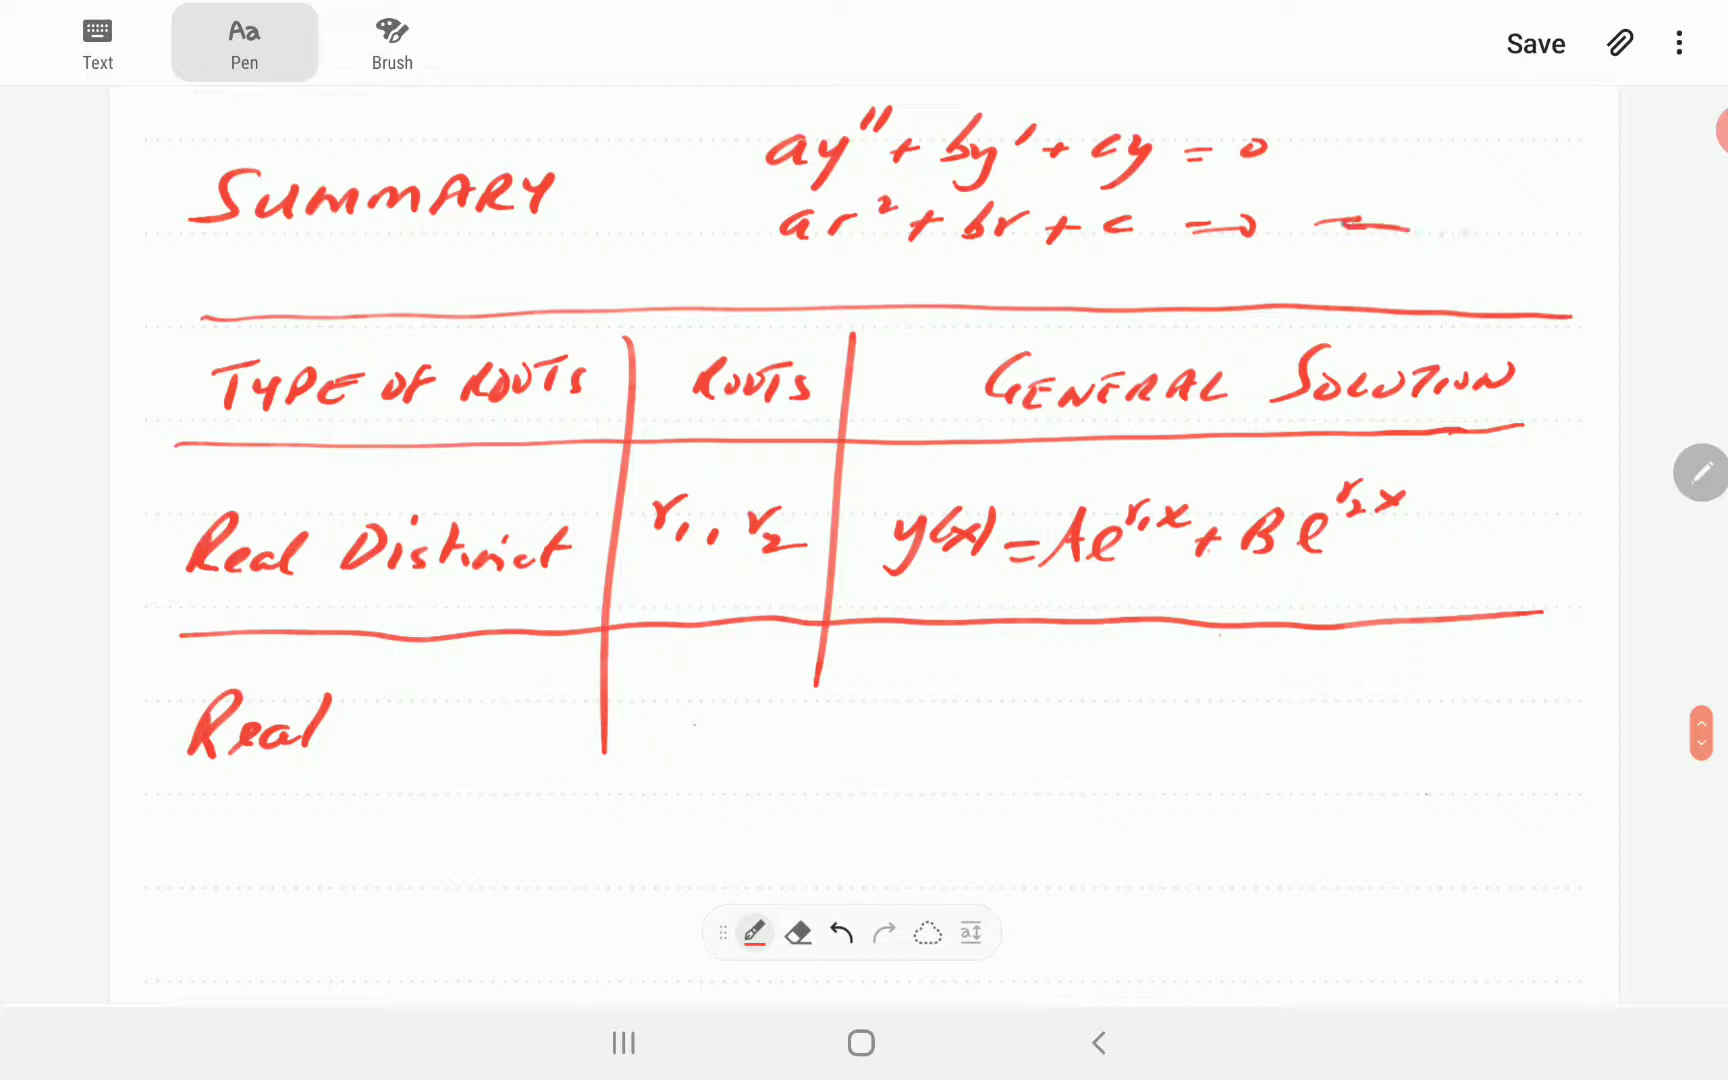 Text Pen Brush Save
ay'' + by' + cy = 0
SUMMARY
ar² + br + c = 0
TYPE OF ROOTS ROOTS GENERAL SOLUTION
Real Distinct r₁, r₂ y(x) = Ae^{r₁x} + Be^{r₂x}
Real